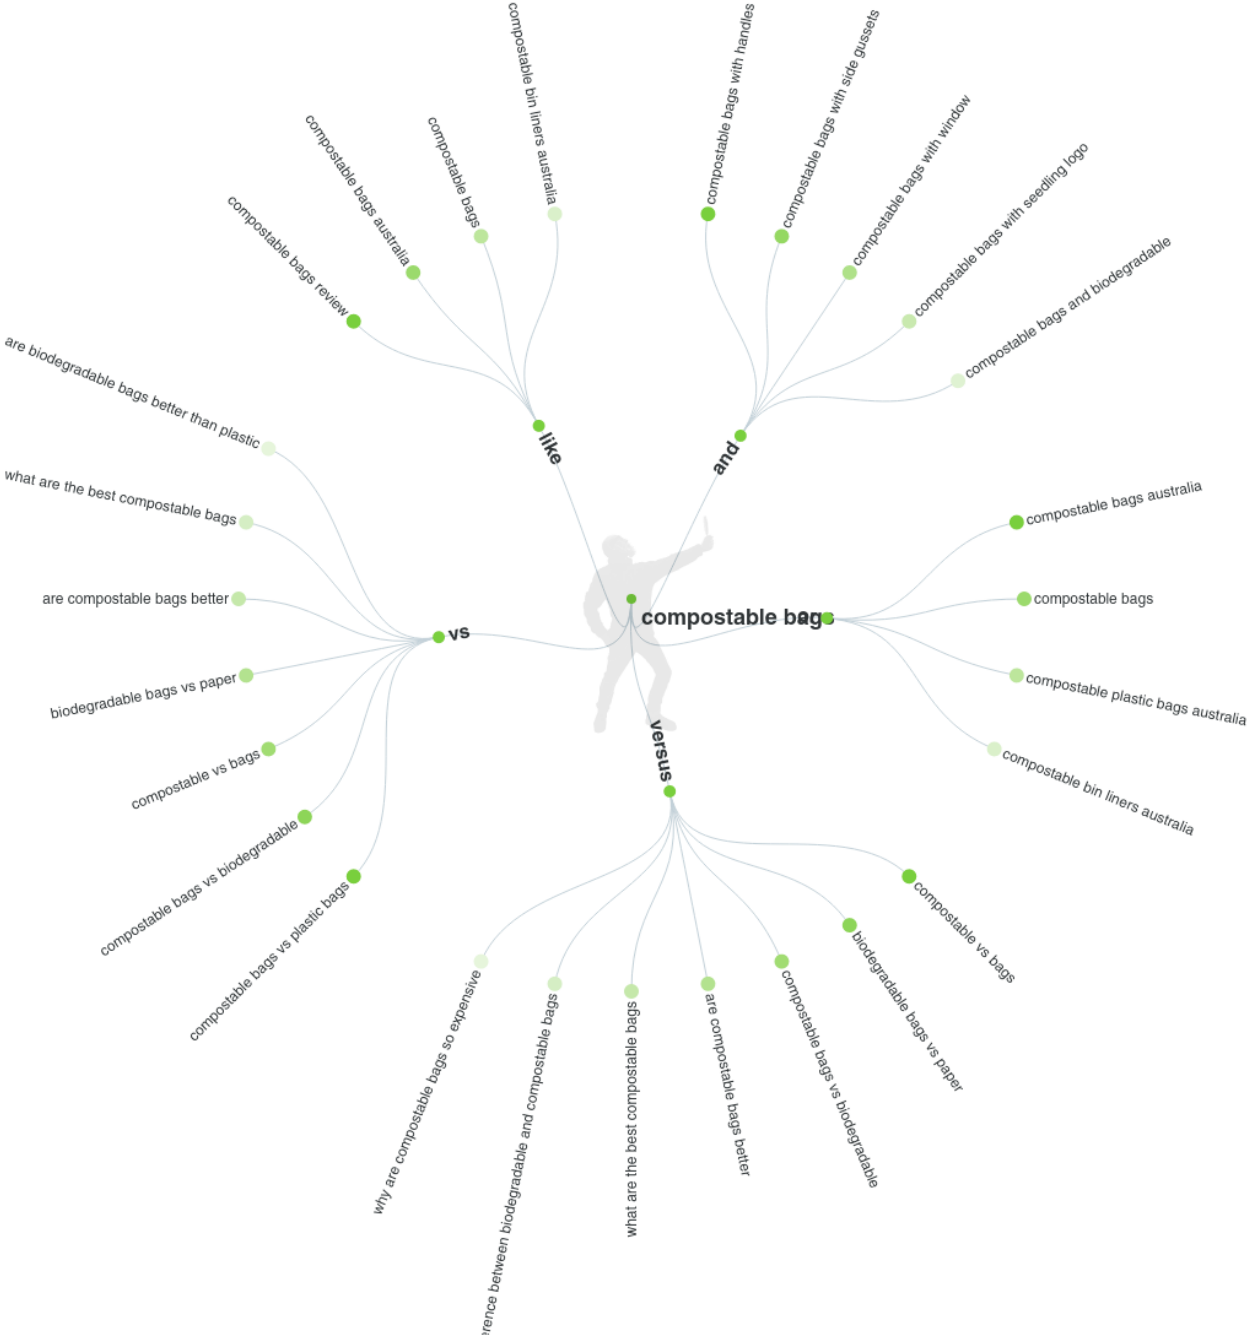 compostable bags
like
compostable bags review
compostable bags australia
compostable bags
compostable bin liners australia
and
compostable bags with handles
compostable bags with side gussets
compostable bags with window
compostable bags with seedling logo
compostable bags and biodegradable
compostable bags australia
compostable bags
compostable plastic bags australia
compostable bin liners australia
versus
compostable vs bags
biodegradable bags vs paper
compostable bags vs biodegradable
are compostable bags better
what are the best compostable bags
erence between biodegradable and compostable bags
why are compostable bags so expensive
vs
compostable bags vs plastic bags
compostable bags vs biodegradable
compostable vs bags
biodegradable bags vs paper
are compostable bags better
what are the best compostable bags
are biodegradable bags better than plastic